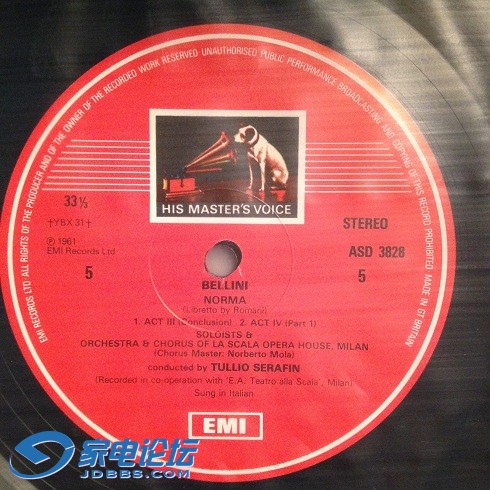 EMI RECORDS LTD ALL RIGHTS OF THE PRODUCER AND OF THE OWNER OF THE RECORDED WORK RESERVED UNAUTHORISED PUBLIC PERFORMANCE BROADCASTING AND COPYING OF THIS RECORD PROHIBITED MADE IN GT BRITAIN
HIS MASTER'S VOICE
33⅓
STEREO
†YBX 31†
ASD 3828
℗ 1961
EMI Records Ltd
5
5
BELLINI
NORMA
(Libretto by Romani)
1. ACT III (Conclusion) 2. ACT IV (Part 1)
SOLOISTS &
ORCHESTRA & CHORUS OF LA SCALA OPERA HOUSE, MILAN
(Chorus Master: Norberto Mola)
conducted by TULLIO SERAFIN
(Recorded in co-operation with 'E.A. Teatro alla Scala', Milan)
Sung in Italian
EMI
家电论坛
JDBBS.COM